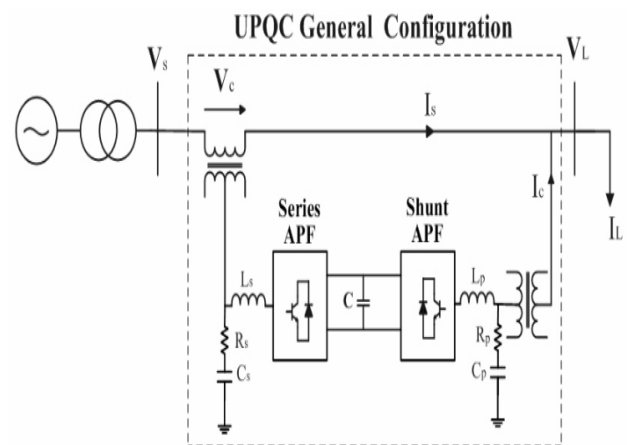 UPQC General Configuration
Vs
Vc
Is
VL
Ic
IL
Series
APF
Shunt
APF
Ls
C
Lp
Rs
Rp
Cs
Cp